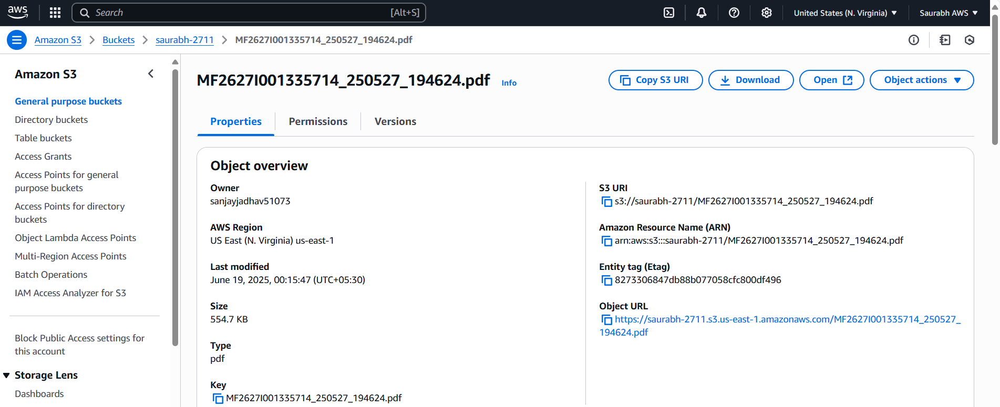 aws
Search [Alt+S]
United States (N. Virginia)
Saurabh AWS
Amazon S3
Buckets
saurabh-2711
MF2627I001335714_250527_194624.pdf
Amazon S3
General purpose buckets
Directory buckets
Table buckets
Access Grants
Access Points for general
purpose buckets
Access Points for directory
buckets
Object Lambda Access Points
Multi-Region Access Points
Batch Operations
IAM Access Analyzer for S3
Block Public Access settings for
this account
Storage Lens
Dashboards
MF2627I001335714_250527_194624.pdf
Info
Copy S3 URI
Download
Open
Object actions
Properties
Permissions
Versions
Object overview
Owner
sanjayjadhav51073
AWS Region
US East (N. Virginia) us-east-1
Last modified
June 19, 2025, 00:15:47 (UTC+05:30)
Size
554.7 KB
Type
pdf
Key
MF2627I001335714_250527_194624.pdf
S3 URI
s3://saurabh-2711/MF2627I001335714_250527_194624.pdf
Amazon Resource Name (ARN)
arn:aws:s3:::saurabh-2711/MF2627I001335714_250527_194624.pdf
Entity tag (Etag)
8273306847db88b077058cfc800df496
Object URL
https://saurabh-2711.s3.us-east-1.amazonaws.com/MF2627I001335714_250527_
194624.pdf